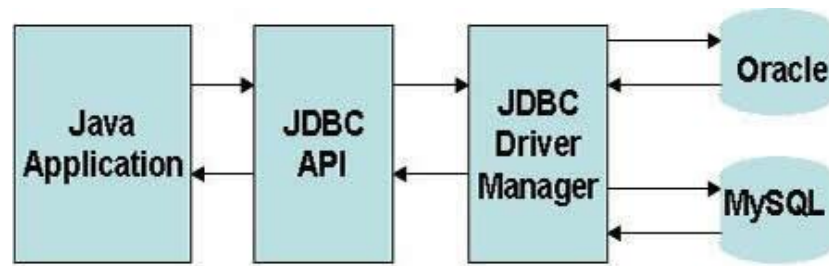 Java
Application
JDBC
API
JDBC
Driver
Manager
Oracle
MySQL